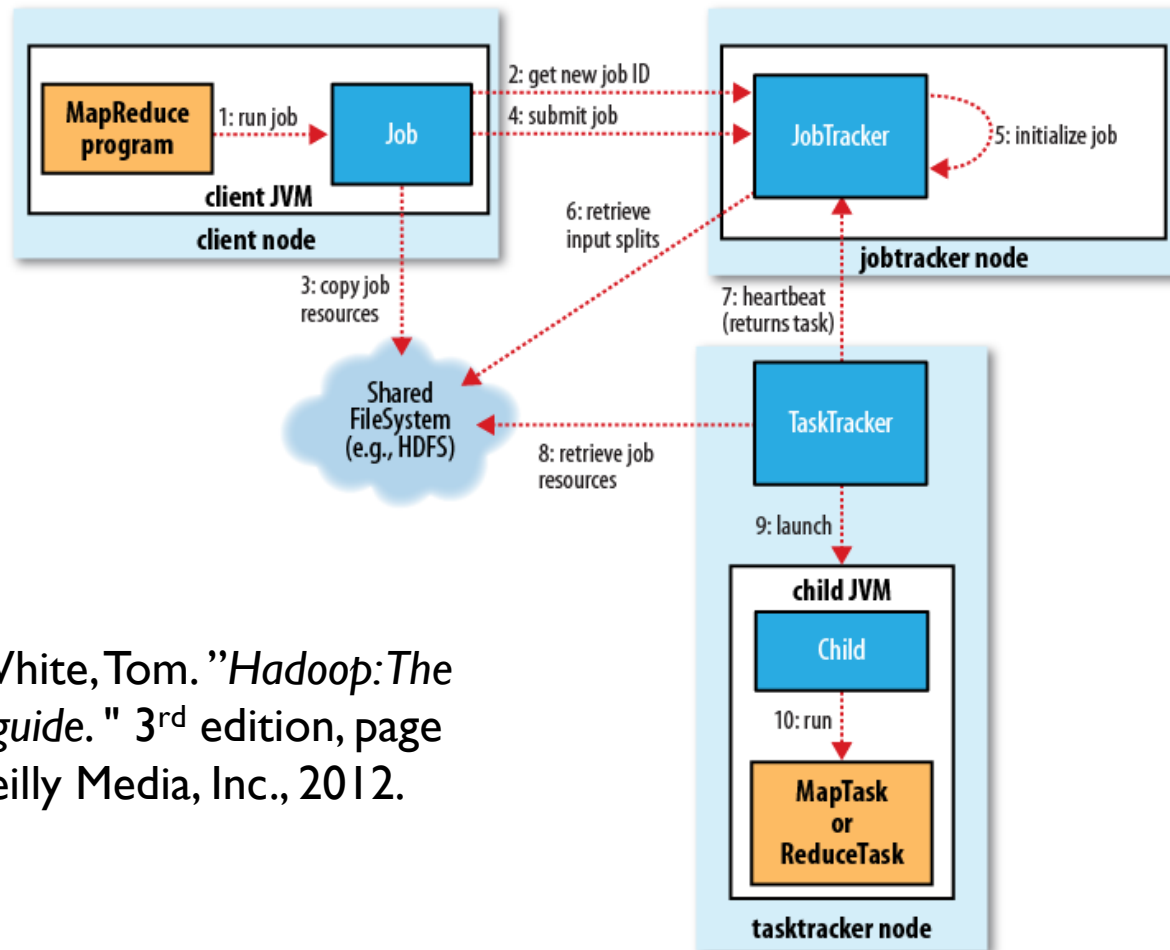 MapReduce
program
1: run job
Job
client JVM
client node
2: get new job ID
4: submit job
JobTracker
5: initialize job
jobtracker node
3: copy job
resources
6: retrieve
input splits
7: heartbeat
(returns task)
Shared
FileSystem
(e.g., HDFS)
8: retrieve job
resources
TaskTracker
9: launch
child JVM
Child
10: run
MapTask
or
ReduceTask
tasktracker node
White, Tom. ”Hadoop: The
guide. " 3rd edition, page
eilly Media, Inc., 2012.